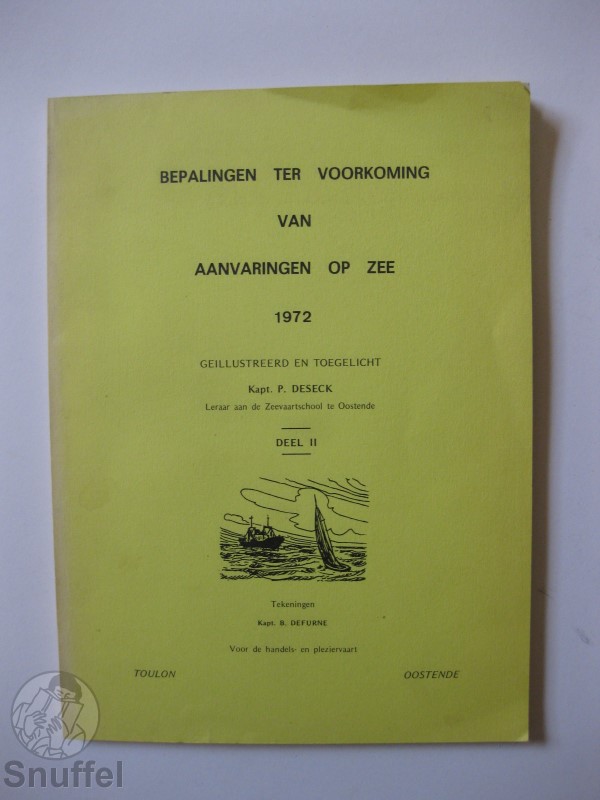 BEPALINGEN TER VOORKOMING
VAN
AANVARINGEN OP ZEE
1972
GEILLUSTREERD EN TOEGELICHT
Kapt. P. DESECK
Leraar aan de Zeevaartschool te Oostende
DEEL II
Tekeningen
Kapt. B. DEFURNE
Voor de handels- en pleziervaart
TOULON OOSTENDE
Snuffel